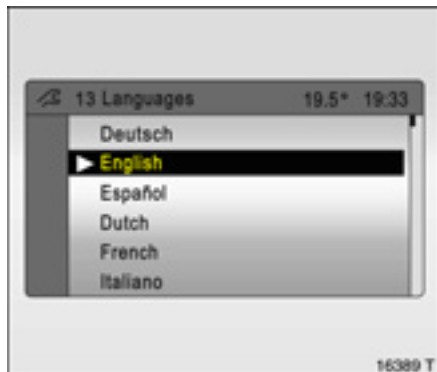 13 Languages 19.5° 19:33
Deutsch
English
Español
Dutch
French
Italiano
16389 T